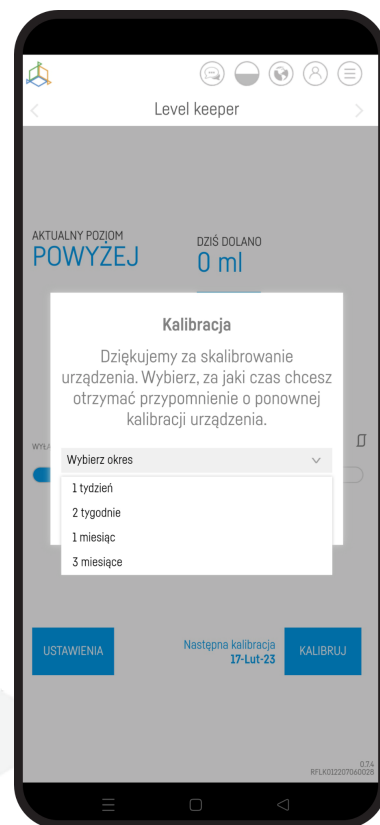 Level keeper
AKTUALNY POZIOM
POWYŻEJ
DZIŚ DOLANO
0 ml
Kalibracja
Dziękujemy za skalibrowanie
urządzenia. Wybierz, za jaki czas chcesz
otrzymać przypomnienie o ponownej
kalibracji urządzenia.
Wybierz okres
1 tydzień
2 tygodnie
1 miesiąc
3 miesiące
USTAWIENIA
Następna kalibracja
17-Lut-23
KALIBRUJ
0.7.4
RFLK012207060028